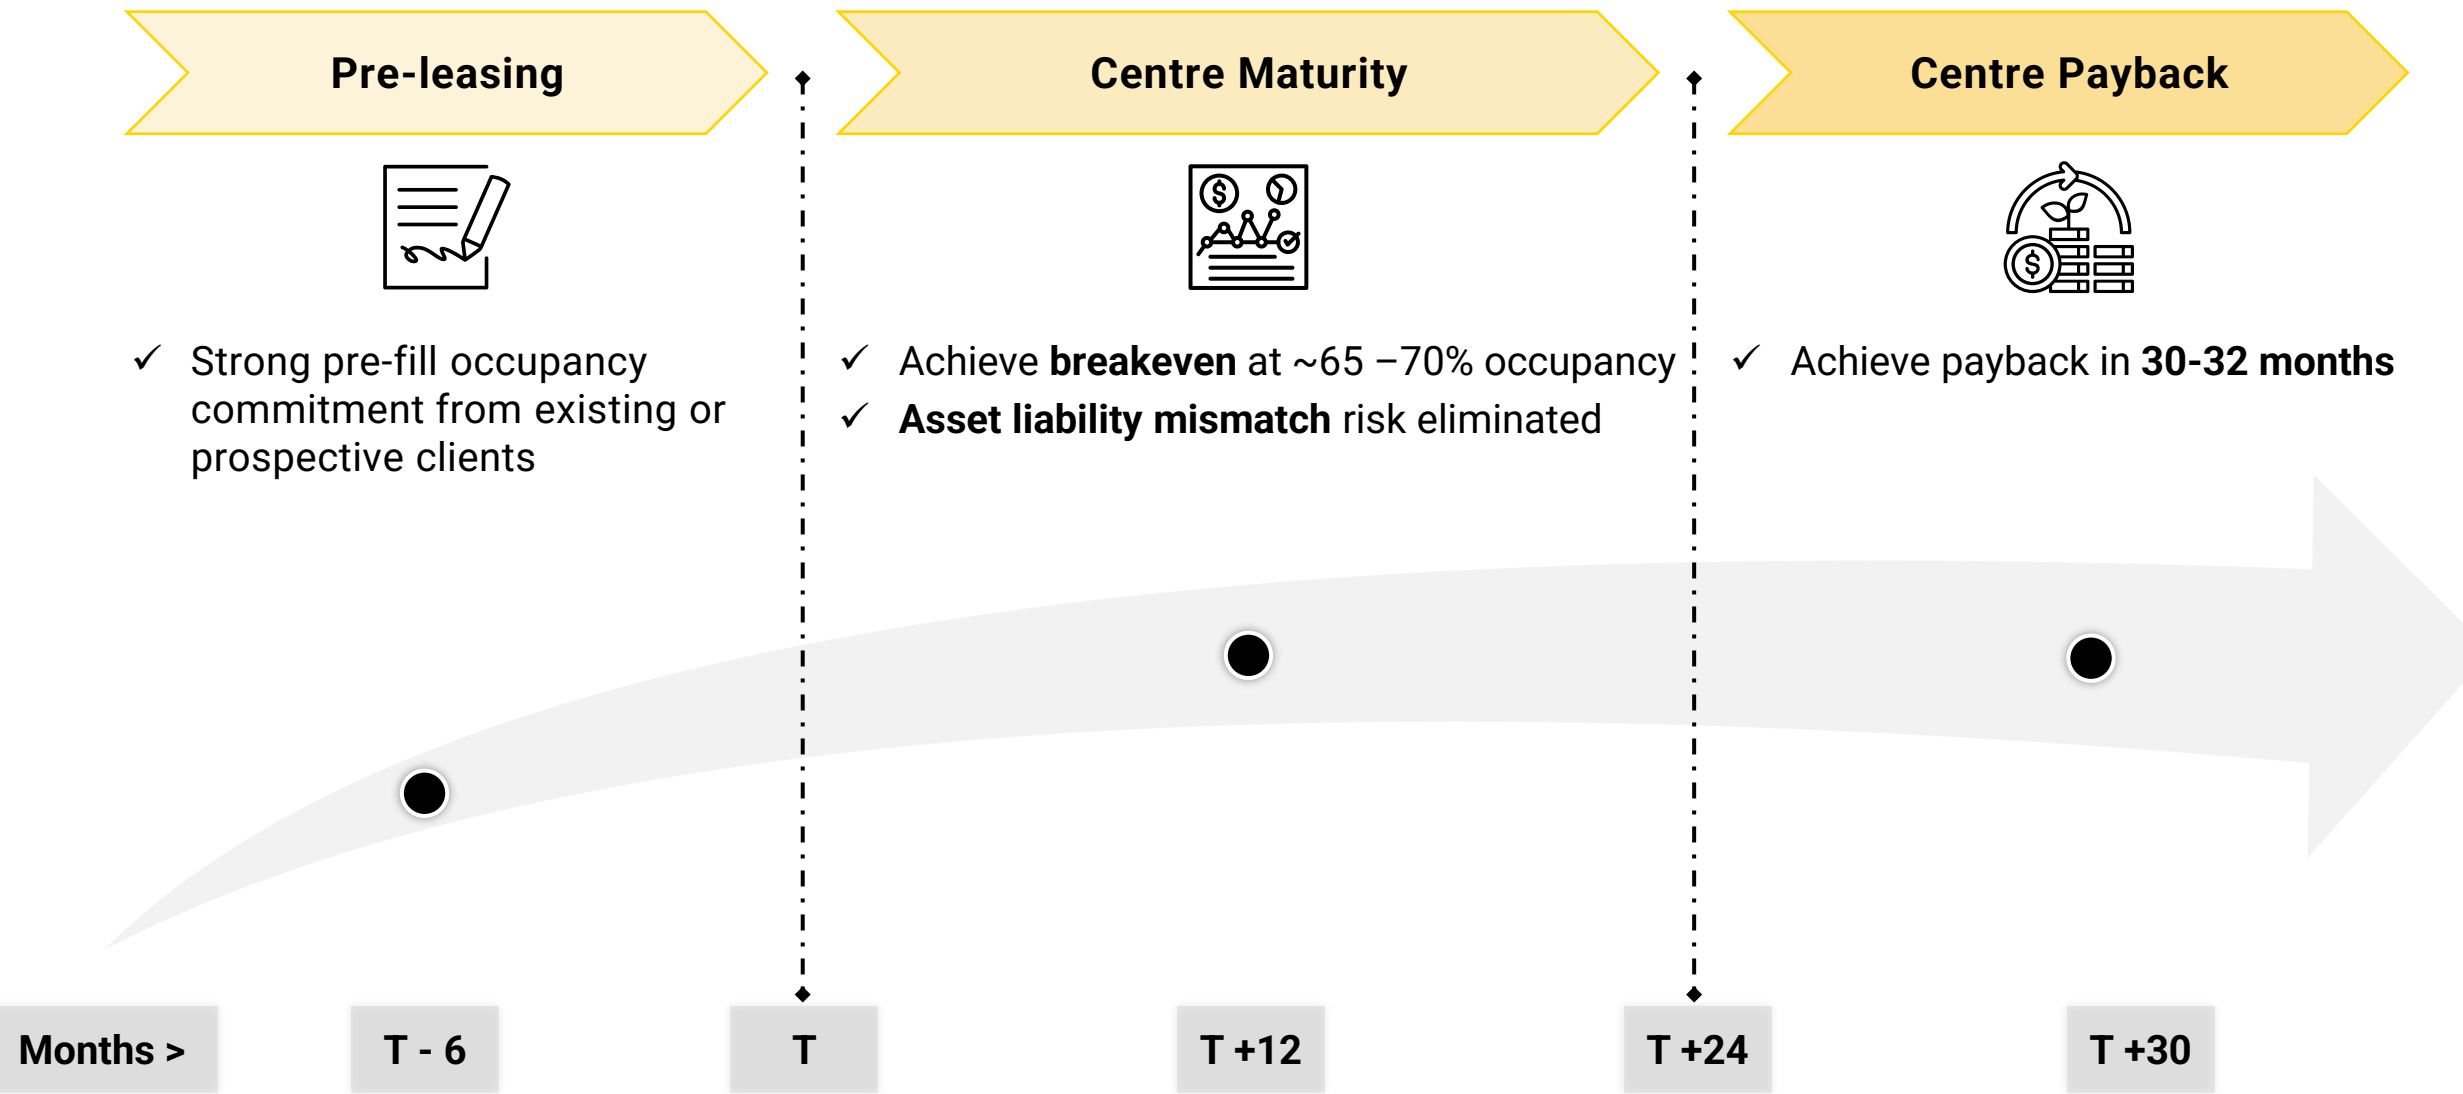 Pre-leasing
Centre Maturity
Centre Payback
✓ Strong pre-fill occupancy
commitment from existing or
prospective clients
✓ Achieve breakeven at ~65 –70% occupancy
✓ Asset liability mismatch risk eliminated
✓ Achieve payback in 30-32 months
Months >
T - 6
T
T +12
T +24
T +30